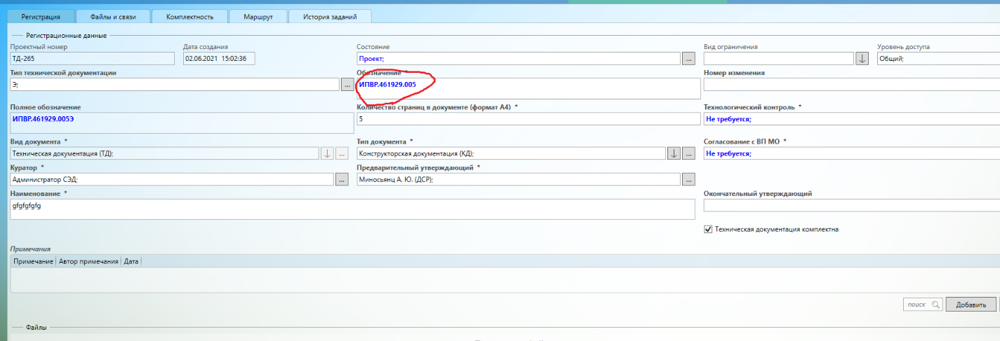 Регистрация Файлы и связи Комплектность Маршрут История заданий
Регистрационные данные
Проектный номер Дата создания Состояние Вид ограничения Уровень доступа
ТД-265 02.06.2021 15:02:36 Проект; ... Общий;
Тип технической документации Обозначение * Номер изменения
Э; ... ИПВР.461929.005
Полное обозначение Количество страниц в документе (формат А4) * Технологический контроль *
ИПВР.461929.005Э 5 Не требуется;
Вид документа * Тип документа * Согласование с ВП МО *
Техническая документация (ТД); ... Конструкторская документация (КД); ... Не требуется;
Куратор * Предварительный утверждающий *
Администратор СЭД; ... Миносьянц А. Ю. (ДСР); ...
Наименование * Окончательный утверждающий
gfgfgfgfg
Техническая документация комплектна
Примечания
Примечание Автор примечания Дата
поиск Добавить
Файлы